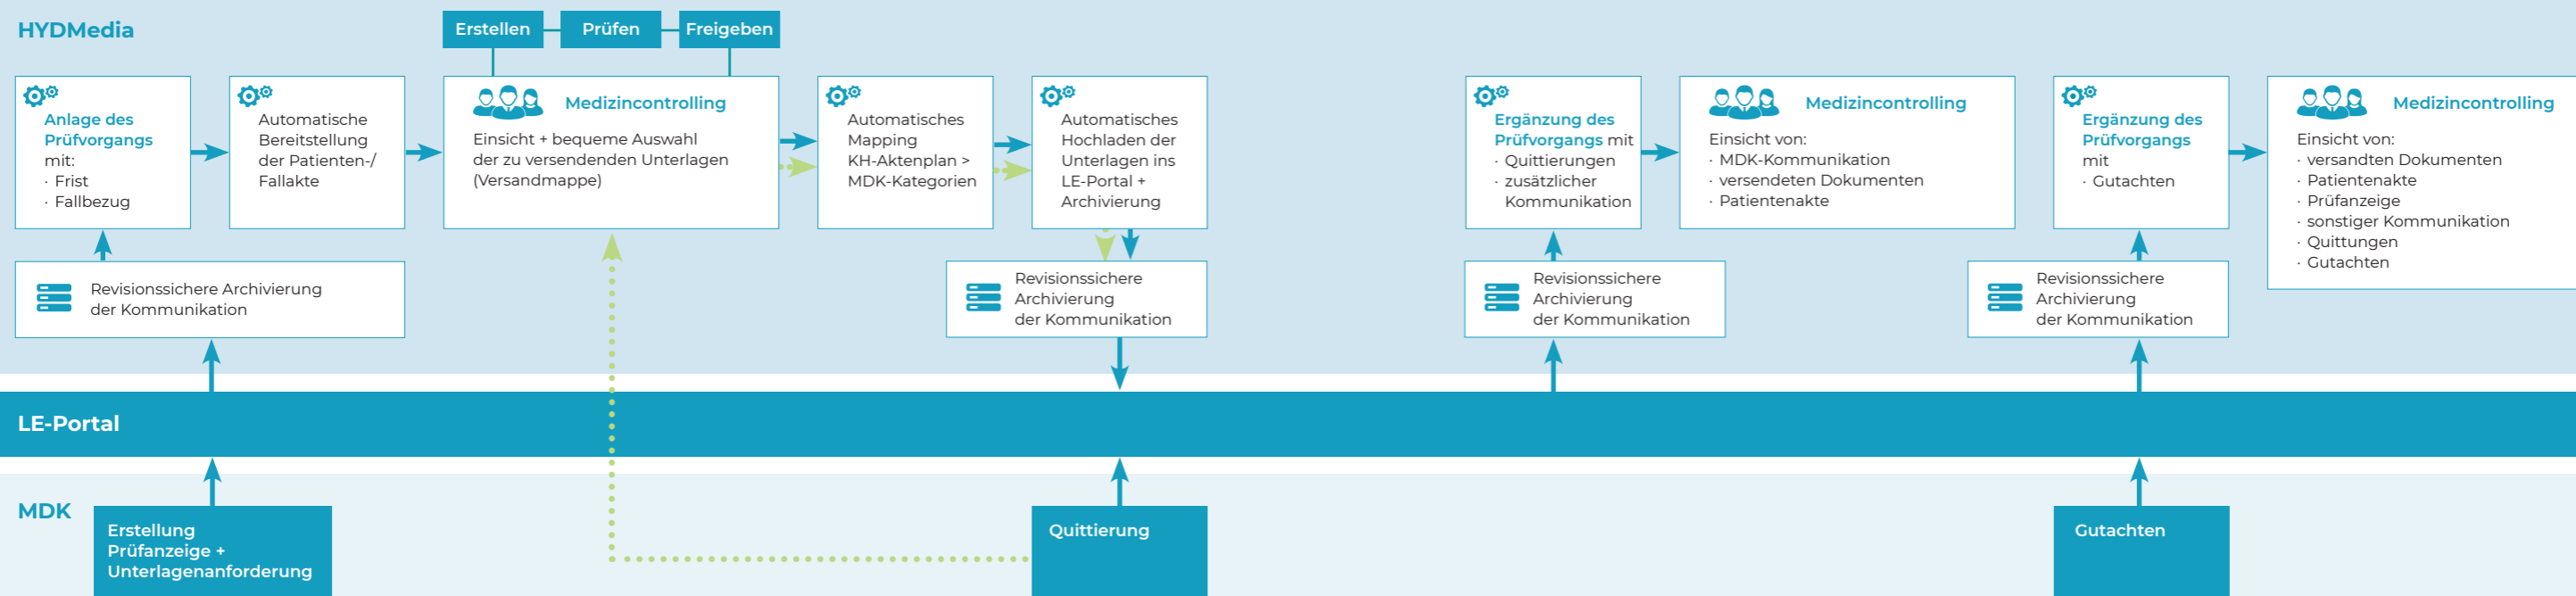 HYDMedia
Erstellen
Prüfen
Freigeben
Anlage des
Prüfvorgangs
mit:
· Frist
· Fallbezug
Automatische
Bereitstellung
der Patienten-/
Fallakte
Medizincontrolling
Einsicht + bequeme Auswahl
der zu versendenden Unterlagen
(Versandmappe)
Automatisches
Mapping
KH-Aktenplan >
MDK-Kategorien
Automatisches
Hochladen der
Unterlagen ins
LE-Portal +
Archivierung
Ergänzung des
Prüfvorgangs mit
· Quittierungen
· zusätzlicher
Kommunikation
Medizincontrolling
Einsicht von:
· MDK-Kommunikation
· versendeten Dokumenten
· Patientenakte
Ergänzung des
Prüfvorgangs
mit
· Gutachten
Medizincontrolling
Einsicht von:
· versandten Dokumenten
· Patientenakte
· Prüfanzeige
· sonstiger Kommunikation
· Quittungen
· Gutachten
Revisionssichere Archivierung
der Kommunikation
Revisionssichere
Archivierung
der Kommunikation
Revisionssichere
Archivierung
der Kommunikation
Revisionssichere
Archivierung
der Kommunikation
LE-Portal
MDK
Erstellung
Prüfanzeige +
Unterlagenanforderung
Quittierung
Gutachten